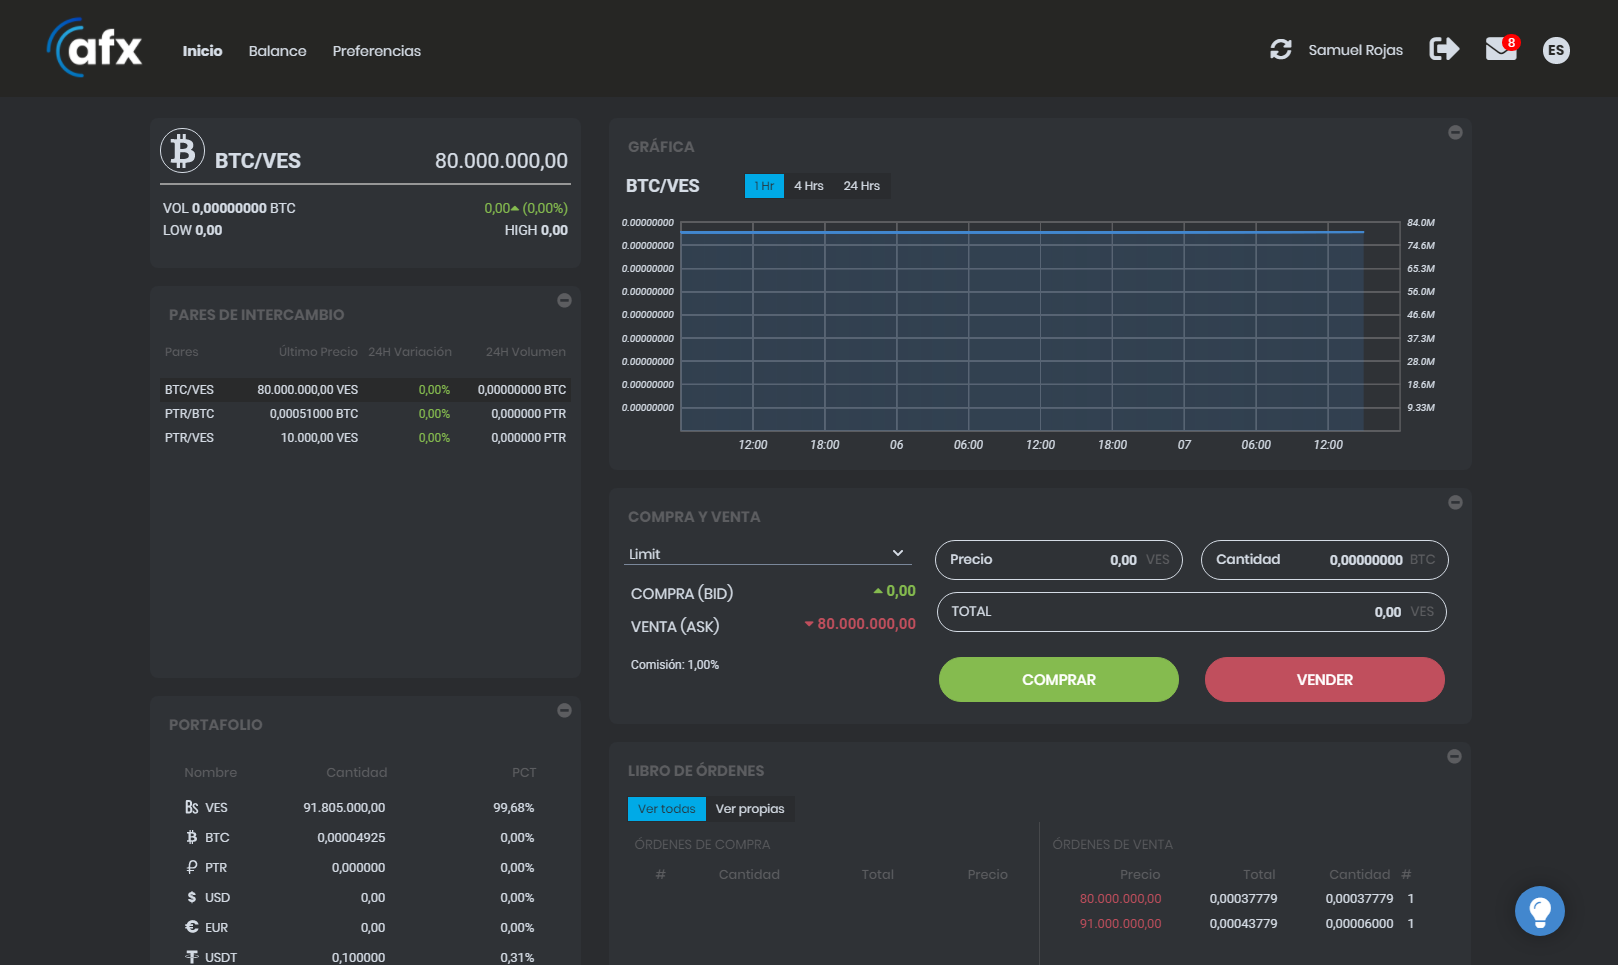 afx
Inicio Balance Preferencias
Samuel Rojas
8
ES
BTC/VES 80.000.000,00
VOL 0,00000000 BTC 0,00 (0,00%)
LOW 0,00 HIGH 0,00
PARES DE INTERCAMBIO
Pares Último Precio 24H Variación 24H Volumen
BTC/VES 80.000.000,00 VES 0,00% 0,00000000 BTC
PTR/BTC 0,00051000 BTC 0,00% 0,000000 PTR
PTR/VES 10.000,00 VES 0,00% 0,000000 PTR
PORTAFOLIO
Nombre Cantidad PCT
Bs VES 91.805.000,00 99,68%
BTC 0,00004925 0,00%
PTR 0,000000 0,00%
$ USD 0,00 0,00%
€ EUR 0,00 0,00%
USDT 0,100000 0,31%
GRÁFICA
BTC/VES 1 Hr 4 Hrs 24 Hrs
0.00000000 84.0M
0.00000000 74.6M
0.00000000 65.3M
0.00000000 56.0M
0.00000000 46.6M
0.00000000 37.3M
0.00000000 28.0M
0.00000000 18.6M
0.00000000 9.33M
12:00 18:00 06 06:00 12:00 18:00 07 06:00 12:00
COMPRA Y VENTA
Limit
COMPRA (BID) 0,00
VENTA (ASK) 80.000.000,00
Comisión: 1,00%
Precio 0,00 VES
Cantidad 0,00000000 BTC
TOTAL 0,00 VES
COMPRAR VENDER
LIBRO DE ÓRDENES
Ver todas Ver propias
ÓRDENES DE COMPRA
# Cantidad Total Precio
ÓRDENES DE VENTA
Precio Total Cantidad #
80.000.000,00 0,00037779 0,00037779 1
91.000.000,00 0,00043779 0,00006000 1